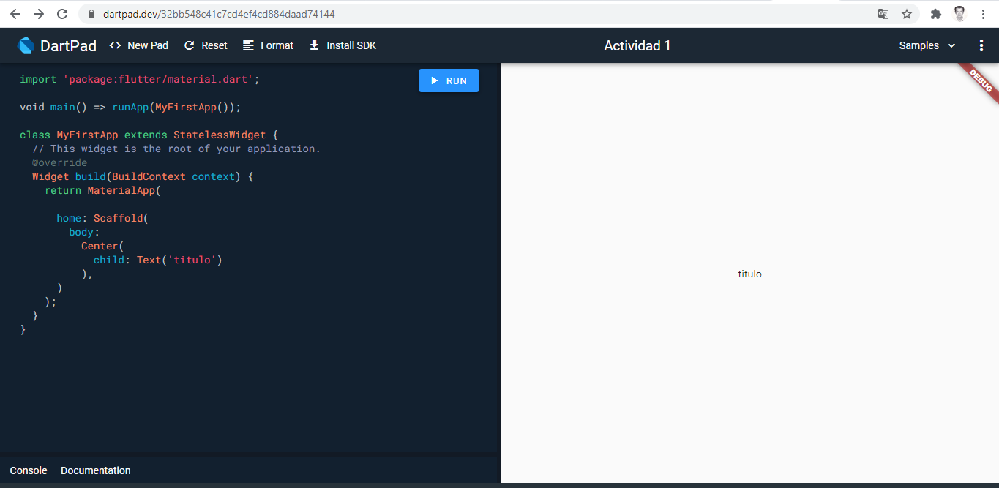 dartpad.dev/32bb548c41c7cd4ef4cd884daad74144
DartPad <> New Pad Reset Format Install SDK Actividad 1 Samples
import 'package:flutter/material.dart';
void main() => runApp(MyFirstApp());
class MyFirstApp extends StatelessWidget {
// This widget is the root of your application.
@override
Widget build(BuildContext context) {
return MaterialApp(
home: Scaffold(
body:
Center(
child: Text('titulo')
),
)
);
}
}
RUN
DEBUG
titulo
Console Documentation